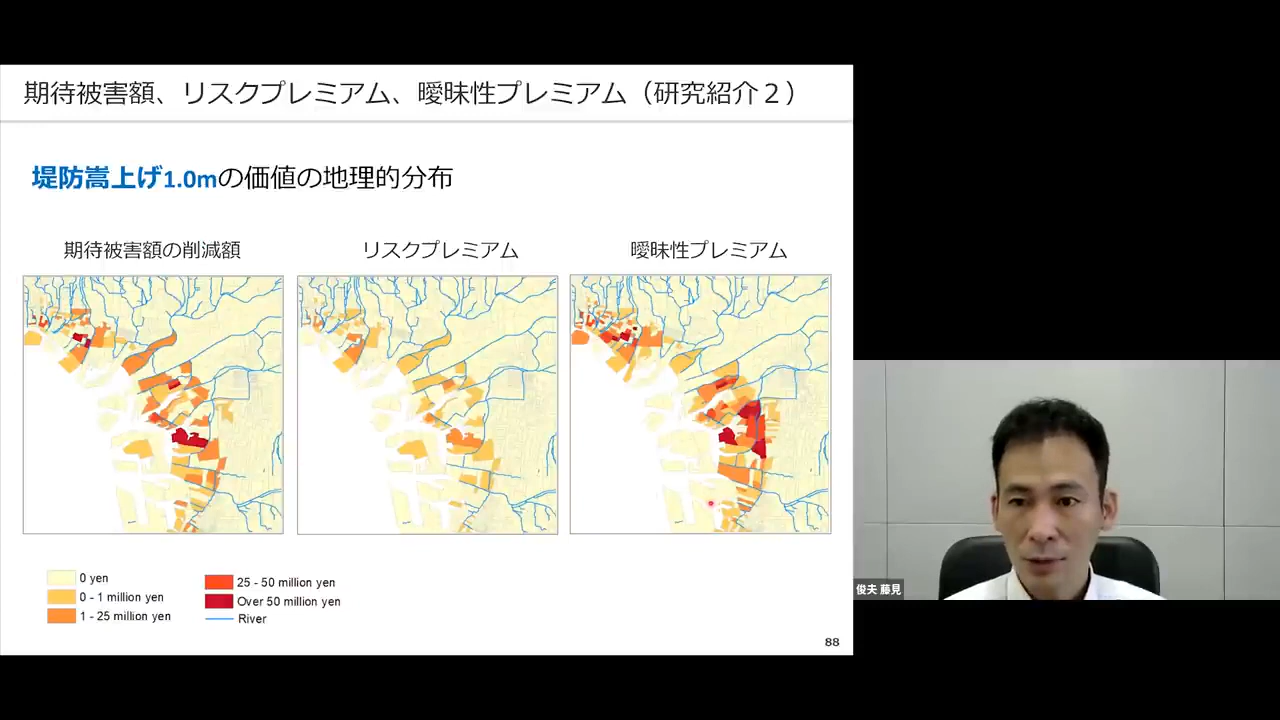 期待被害額、リスクプレミアム、曖昧性プレミアム（研究紹介２）
堤防嵩上げ1.0mの価値の地理的分布
期待被害額の削減額
リスクプレミアム
曖昧性プレミアム
0 yen
0 - 1 million yen
1 - 25 million yen
25 - 50 million yen
Over 50 million yen
River
88
俊夫 藤見